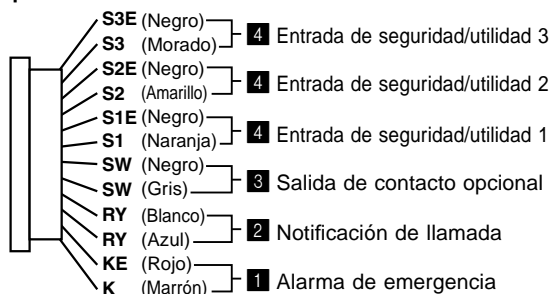 S3E (Negro)
S3 (Morado)
4 Entrada de seguridad/utilidad 3
S2E (Negro)
S2 (Amarillo)
4 Entrada de seguridad/utilidad 2
S1E (Negro)
S1 (Naranja)
4 Entrada de seguridad/utilidad 1
SW (Negro)
SW (Gris)
3 Salida de contacto opcional
RY (Blanco)
RY (Azul)
2 Notificación de llamada
KE (Rojo)
K (Marrón)
1 Alarma de emergencia